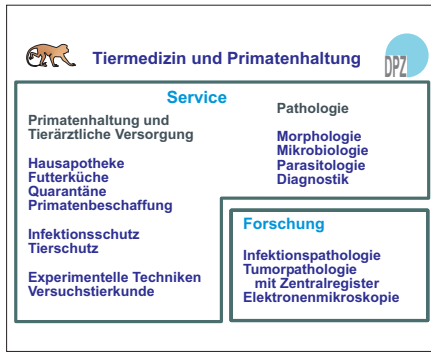 Tiermedizin und Primatenhaltung
DPZ
Service
Primatenhaltung und
Tierärztliche Versorgung
Hausapotheke
Futterküche
Quarantäne
Primatenbeschaffung
Infektionsschutz
Tierschutz
Experimentelle Techniken
Versuchstierkunde
Pathologie
Morphologie
Mikrobiologie
Parasitologie
Diagnostik
Forschung
Infektionspathologie
Tumorpathologie
mit Zentralregister
Elektronenmikroskopie